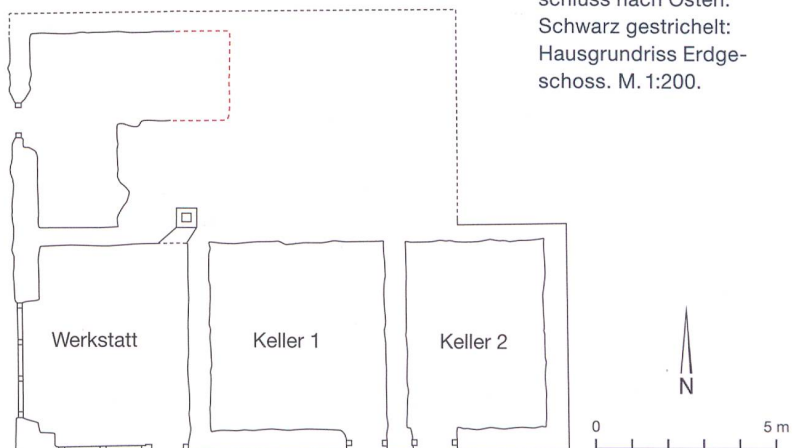 schluss nach Osten.
Schwarz gestrichelt:
Hausgrundriss Erdge-
schoss. M. 1:200.
Werkstatt
Keller 1
Keller 2
N
0
5 m